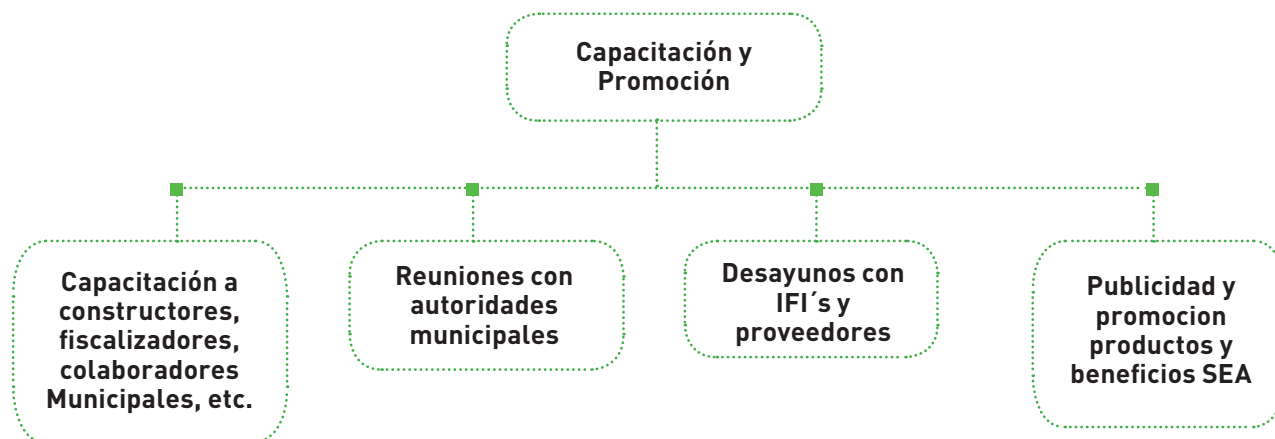 Capacitación y
Promoción
Capacitación a
constructores,
fiscalizadores,
colaboradores
Municipales, etc.
Reuniones con
autoridades
municipales
Desayunos con
IFI´s y
proveedores
Publicidad y
promocion
productos y
beneficios SEA